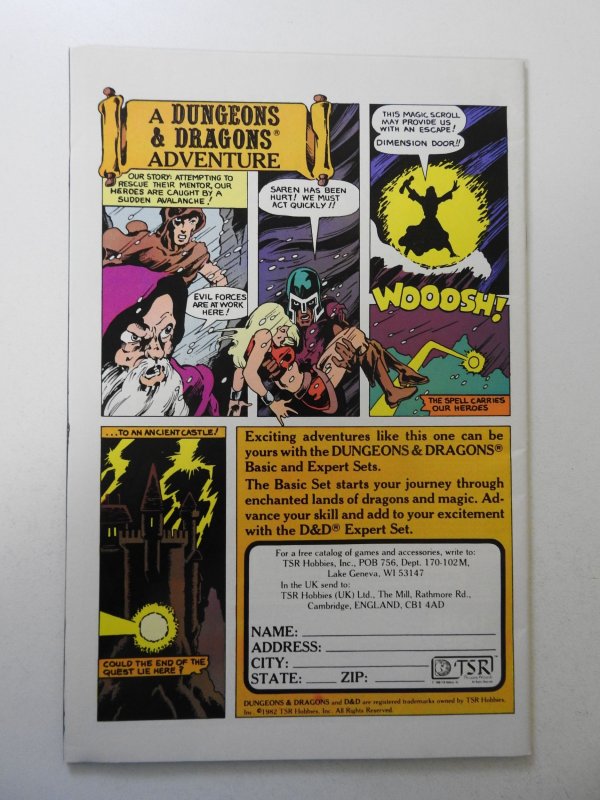 A DUNGEONS
& DRAGONS®
ADVENTURE
OUR STORY: ATTEMPTING TO
RESCUE THEIR MENTOR, OUR
HEROES ARE CAUGHT BY A
SUDDEN AVALANCHE!
EVIL FORCES
ARE AT WORK
HERE!
SAREN HAS BEEN
HURT! WE MUST
ACT QUICKLY!!
THIS MAGIC SCROLL
MAY PROVIDE US
WITH AN ESCAPE!
DIMENSION DOOR!!
WOOOSH!
THE SPELL CARRIES
OUR HEROES
...TO AN ANCIENT CASTLE!
COULD THE END OF THE
QUEST LIE HERE?
Exciting adventures like this one can be
yours with the DUNGEONS & DRAGONS®
Basic and Expert Sets.
The Basic Set starts your journey through
enchanted lands of dragons and magic. Ad-
vance your skill and add to your excitement
with the D&D® Expert Set.
For a free catalog of games and accessories, write to:
TSR Hobbies, Inc., POB 756, Dept. 170-102M,
Lake Geneva, WI 53147
In the UK send to:
TSR Hobbies (UK) Ltd., The Mill, Rathmore Rd.,
Cambridge, ENGLAND, CB1 4AD
NAME:
ADDRESS:
CITY:
STATE: ZIP:
TSR
DUNGEONS & DRAGONS and D&D are registered trademarks owned by TSR Hobbies,
Inc. ©1982 TSR Hobbies, Inc. All Rights Reserved.